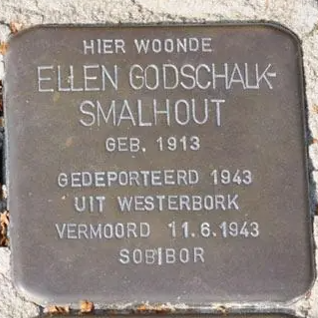 HIER WOONDE
ELLEN GODSCHALK-
SMALHOUT
GEB. 1913
GEDEPORTEERD 1943
UIT WESTERBORK
VERMOORD 11.6.1943
SOBIBOR